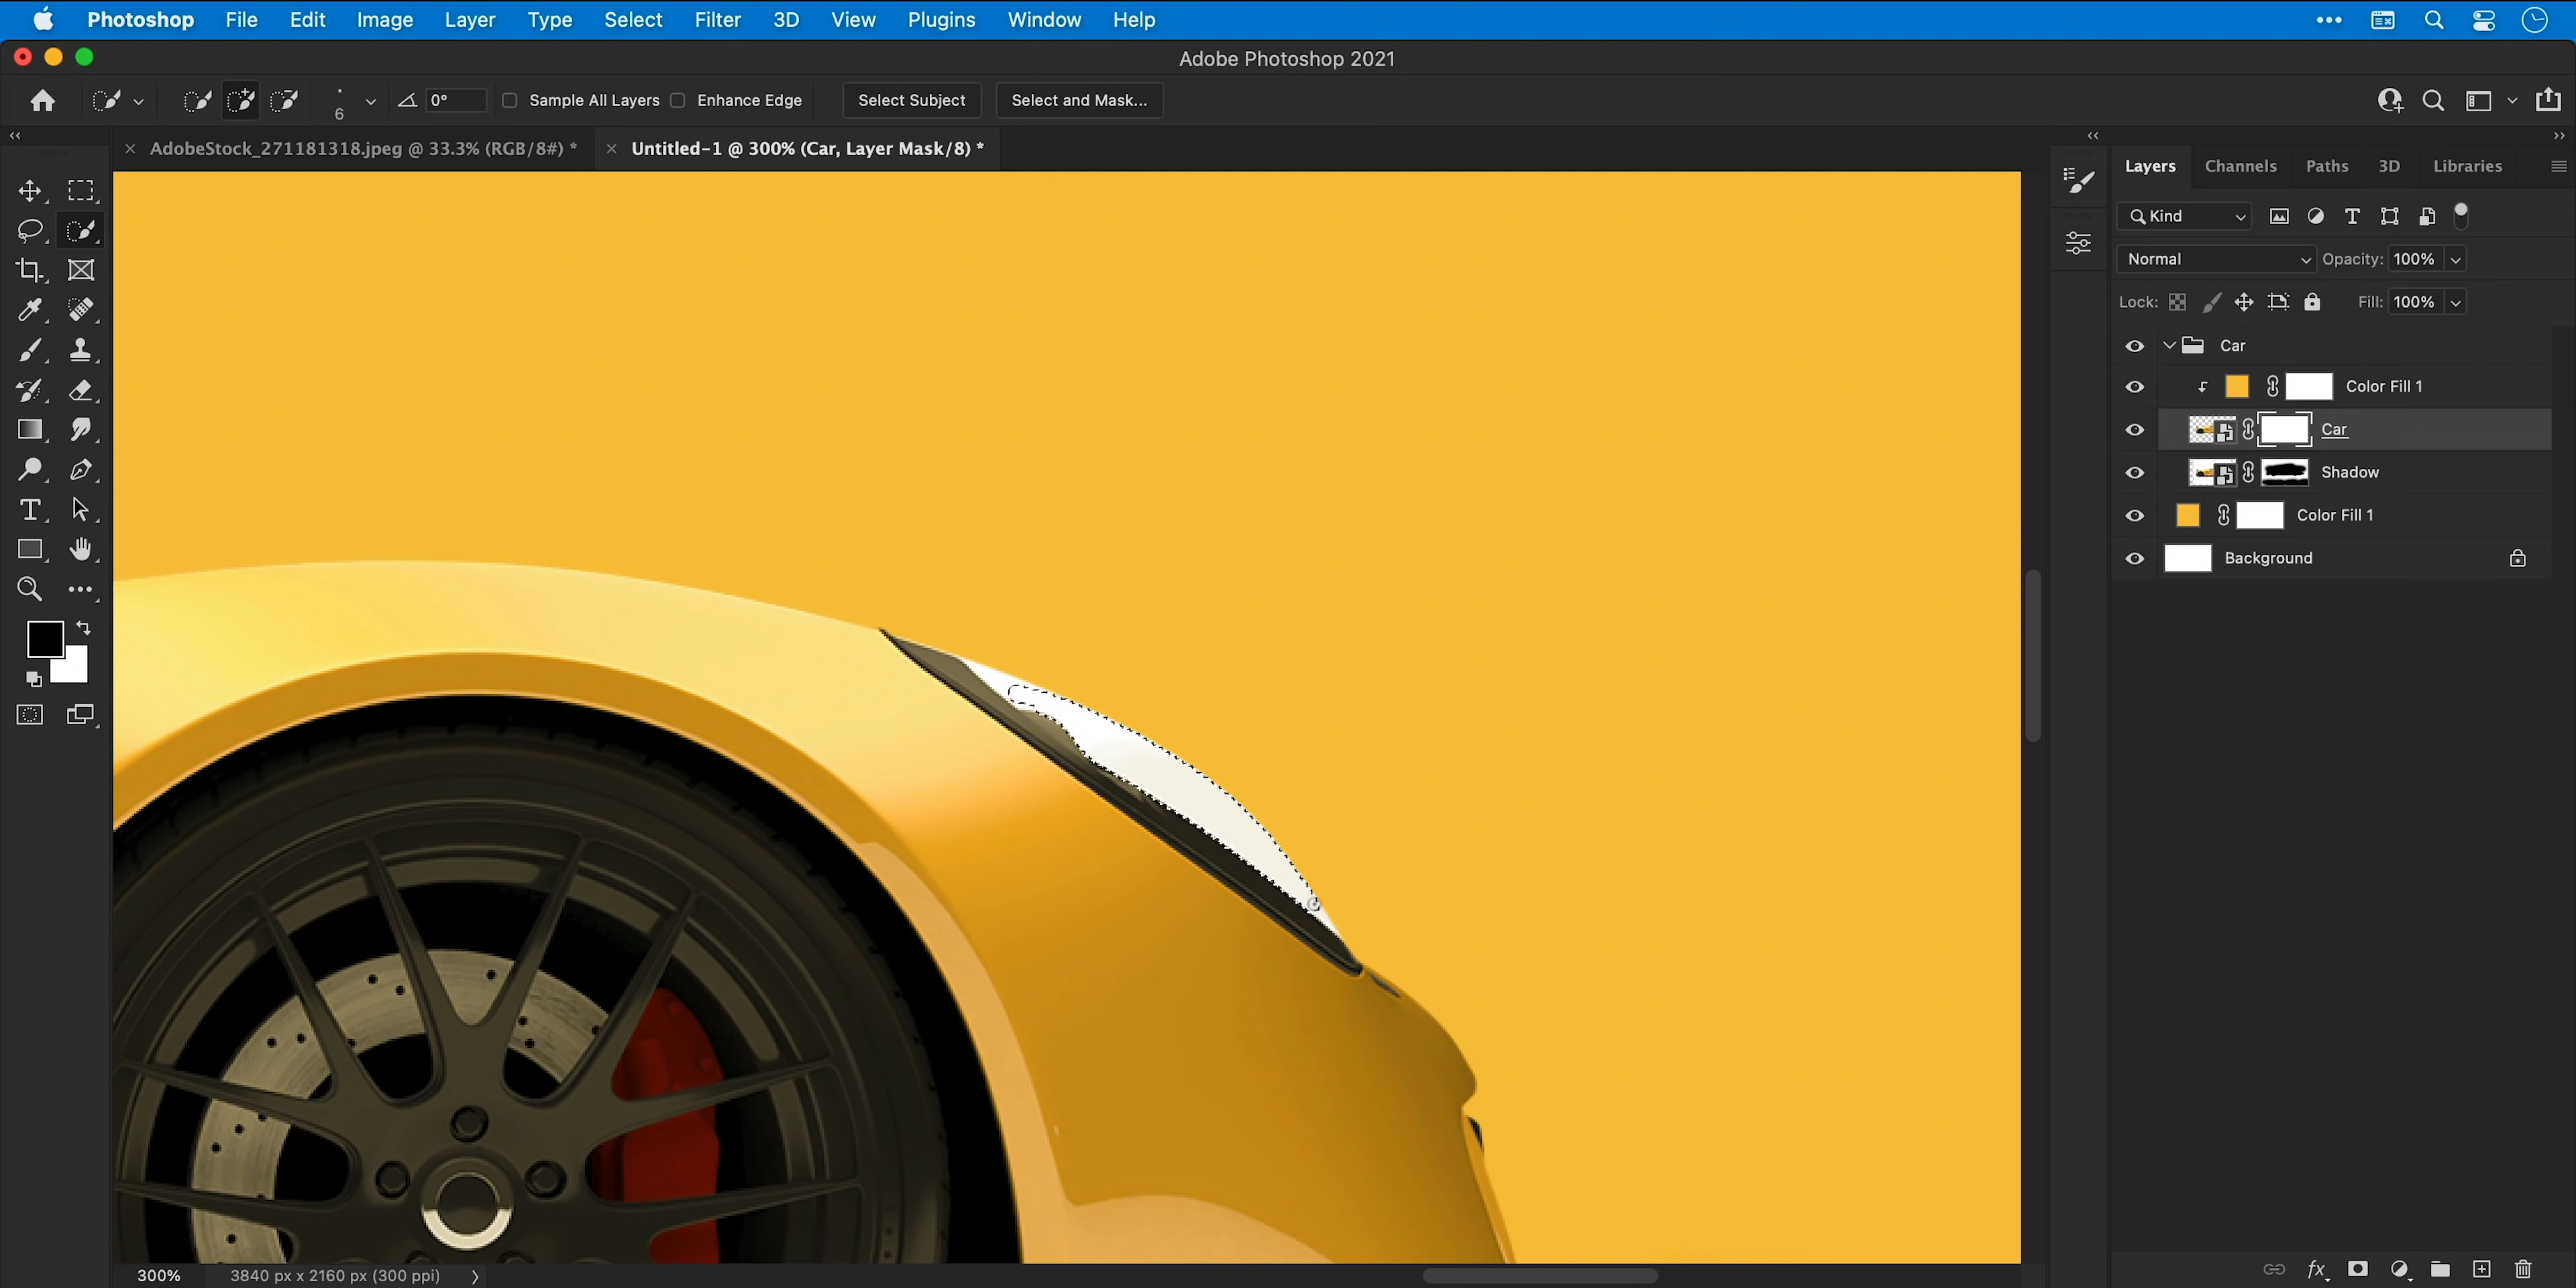 Photoshop File Edit Image Layer Type Select Filter 3D View Plugins Window Help
Adobe Photoshop 2021
6 0° Sample All Layers Enhance Edge Select Subject Select and Mask...
AdobeStock_271181318.jpeg @ 33.3% (RGB/8#) * Untitled-1 @ 300% (Car, Layer Mask/8) *
Layers Channels Paths 3D Libraries
Kind
Normal Opacity: 100%
Lock: Fill: 100%
Car
Color Fill 1
Car
Shadow
Color Fill 1
Background
300% 3840 px x 2160 px (300 ppi)